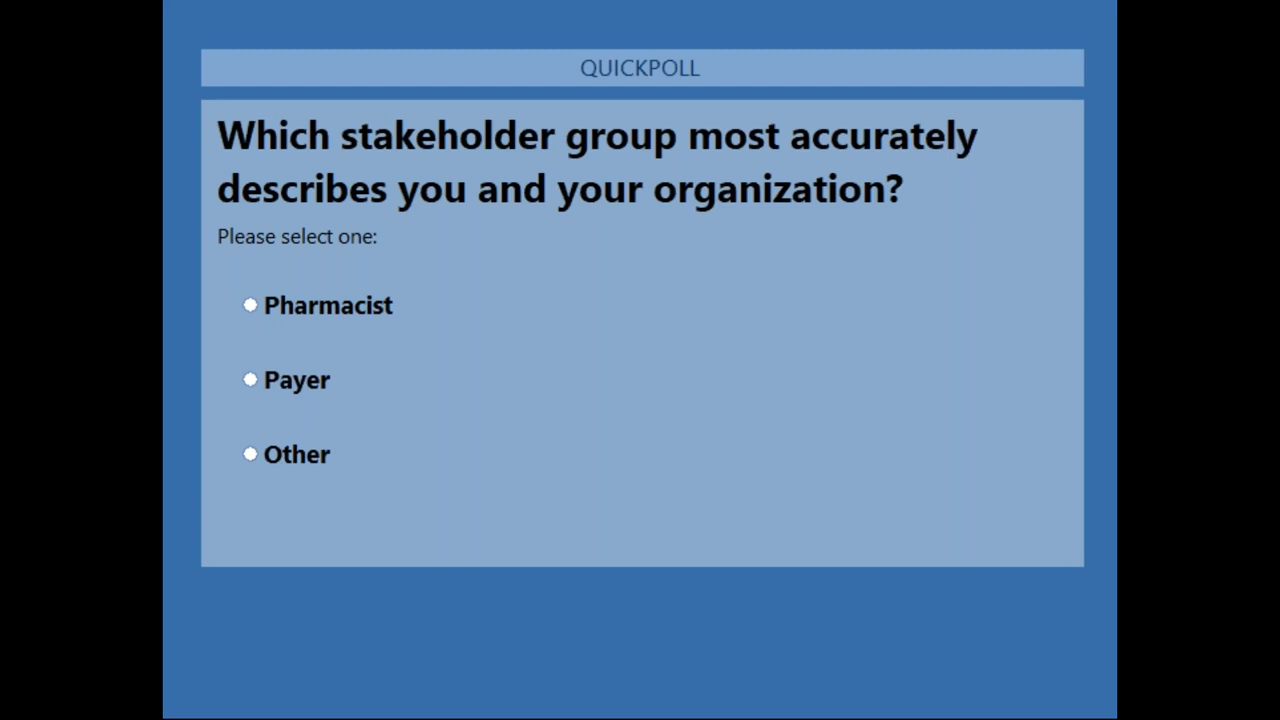 QUICKPOLL
Which stakeholder group most accurately
describes you and your organization?
Please select one:
Pharmacist
Payer
Other